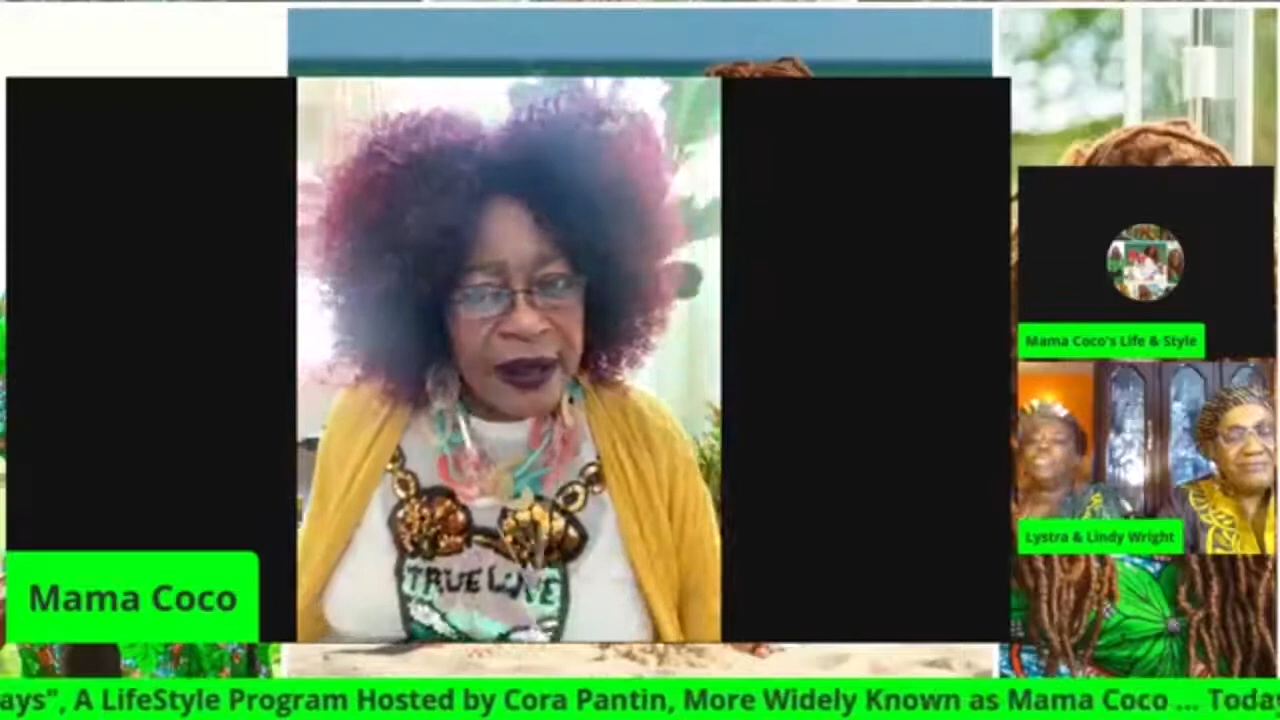 TRUE LOVE
Mama Coco's Life & Style
Lystra & Lindy Wright
Mama Coco
ays", A LifeStyle Program Hosted by Cora Pantin, More Widely Known as Mama Coco ... Today